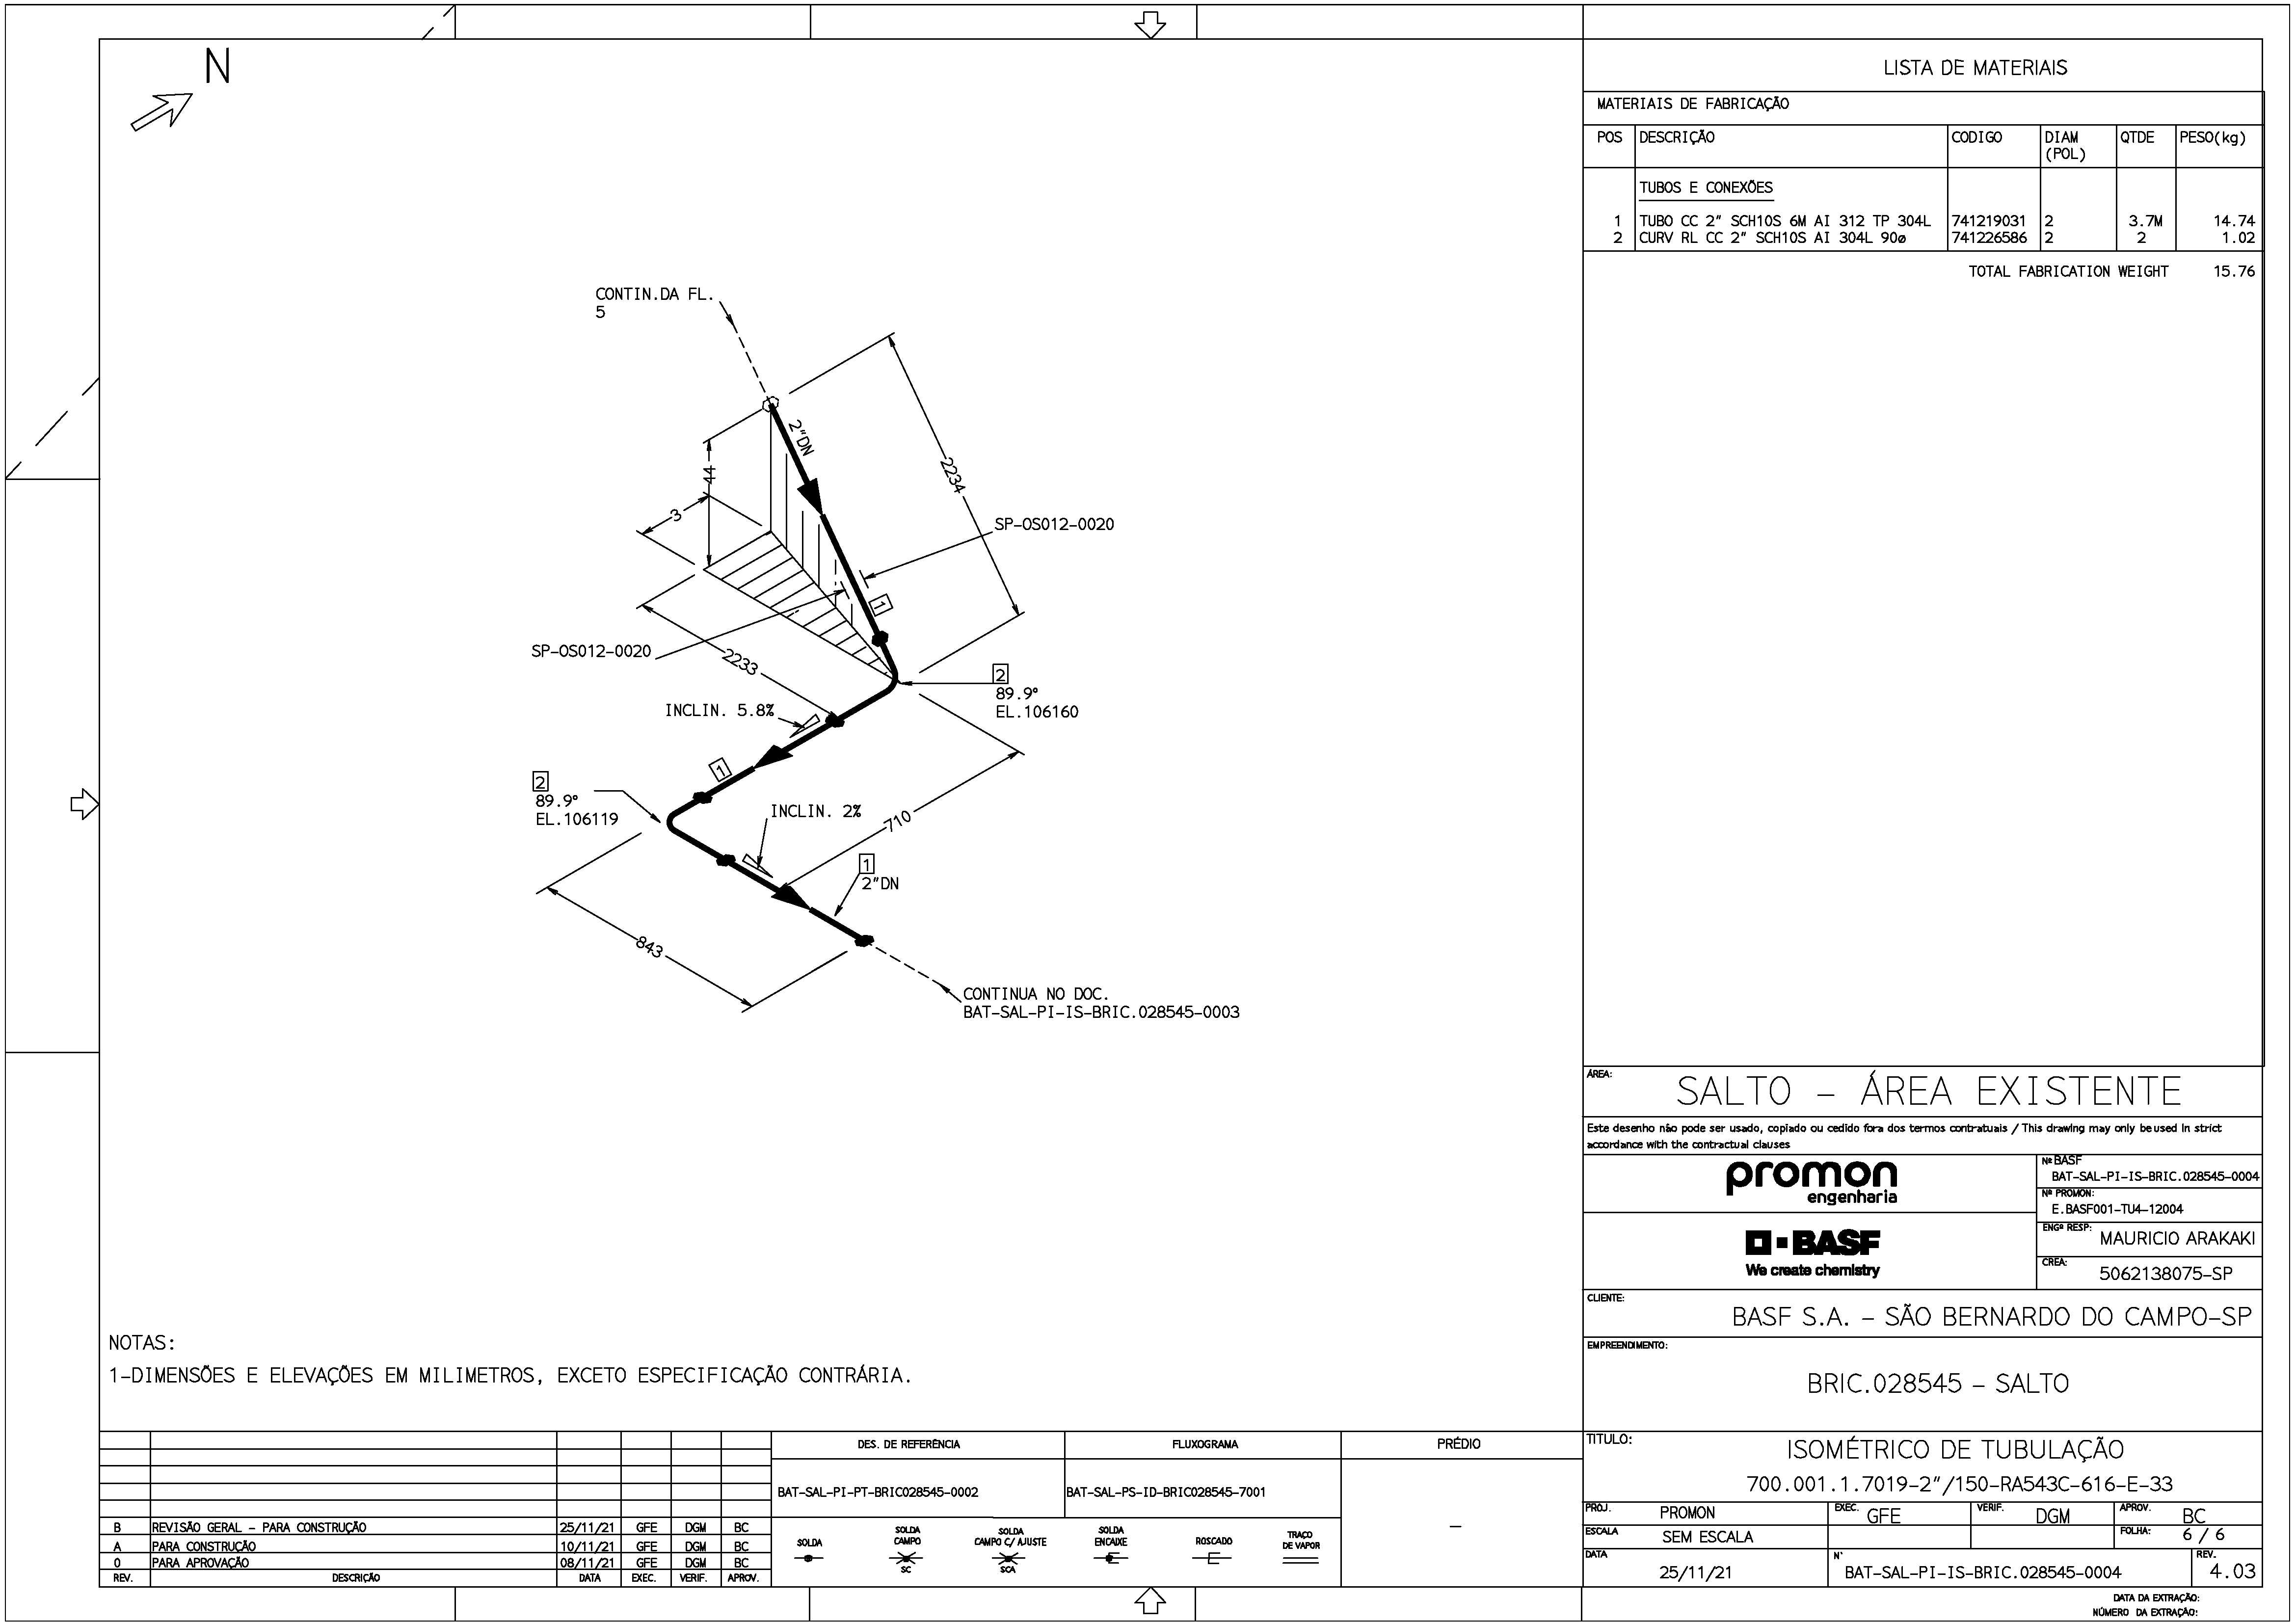 N
LISTA DE MATERIAIS
MATERIAIS DE FABRICAÇÃO
POS DESCRIÇÃO CODIGO DIAM (POL) QTDE PESO(kg)
TUBOS E CONEXÕES
1 TUBO CC 2" SCH10S 6M AI 312 TP 304L 741219031 2 3.7M 14.74
2 CURV RL CC 2" SCH10S AI 304L 90ø 741226586 2 2 1.02
TOTAL FABRICATION WEIGHT 15.76
CONTIN.DA FL.
5
2"DN
44
2234
3
SP-OS012-0020
1
SP-OS012-0020
2233
2
89.9°
EL.106160
INCLIN. 5.8%
1
2
89.9°
EL.106119
INCLIN. 2%
710
1
2"DN
843
CONTINUA NO DOC.
BAT-SAL-PI-IS-BRIC.028545-0003
NOTAS:
1-DIMENSÕES E ELEVAÇÕES EM MILIMETROS, EXCETO ESPECIFICAÇÃO CONTRÁRIA.
ÁREA:
SALTO - ÁREA EXISTENTE
Este desenho não pode ser usado, copiado ou cedido fora dos termos contratuais / This drawing may only be used in strict
accordance with the contractual clauses
promon
engenharia
Nº BASF
BAT-SAL-PI-IS-BRIC.028545-0004
Nº PROMON:
E.BASF001-TU4-12004
BASF
We create chemistry
ENGº RESP:
MAURICIO ARAKAKI
CREA:
5062138075-SP
CLIENTE:
BASF S.A. - SÃO BERNARDO DO CAMPO-SP
EMPREENDIMENTO:
BRIC.028545 - SALTO
TITULO:
ISOMÉTRICO DE TUBULAÇÃO
700.001.1.7019-2"/150-RA543C-616-E-33
PROJ. PROMON EXEC. GFE VERIF. DGM APROV. BC
ESCALA SEM ESCALA FOLHA: 6 / 6
DATA 25/11/21 N° BAT-SAL-PI-IS-BRIC.028545-0004 REV. 4.03
DATA DA EXTRAÇÃO:
NÚMERO DA EXTRAÇÃO:
B REVISÃO GERAL - PARA CONSTRUÇÃO 25/11/21 GFE DGM BC
A PARA CONSTRUÇÃO 10/11/21 GFE DGM BC
0 PARA APROVAÇÃO 08/11/21 GFE DGM BC
REV. DESCRIÇÃO DATA EXEC. VERIF. APROV.
DES. DE REFERÊNCIA FLUXOGRAMA PRÉDIO
BAT-SAL-PI-PT-BRIC028545-0002 BAT-SAL-PS-ID-BRIC028545-7001 -
SOLDA
SOLDA CAMPO
SC
SOLDA CAMPO C/ AJUSTE
SCA
SOLDA ENCAIXE
ROSCADO
TRAÇO DE VAPOR